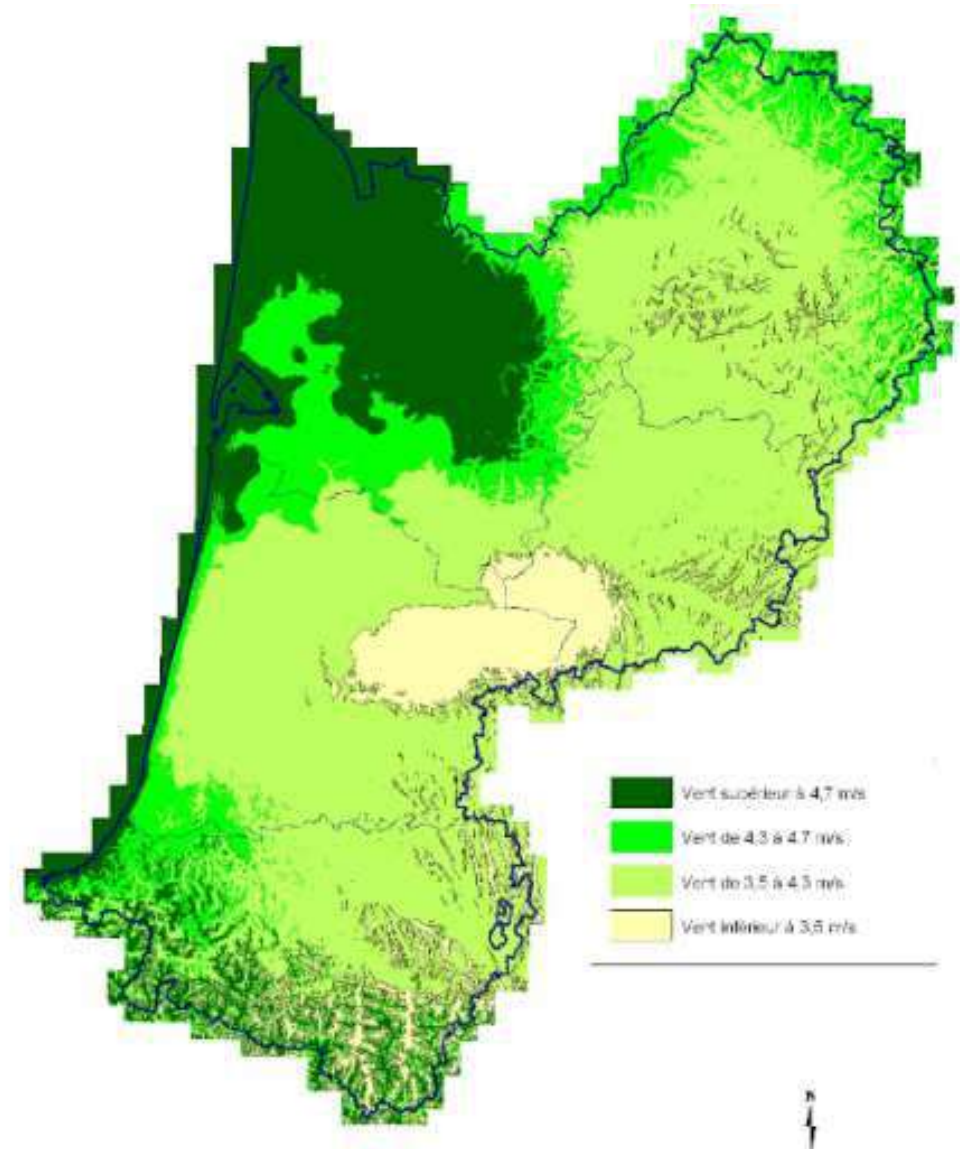 Vent supérieur à 4,7 m/s
Vent de 4,3 à 4,7 m/s
Vent de 3,5 à 4,3 m/s
Vent inférieur à 3,5 m/s
N